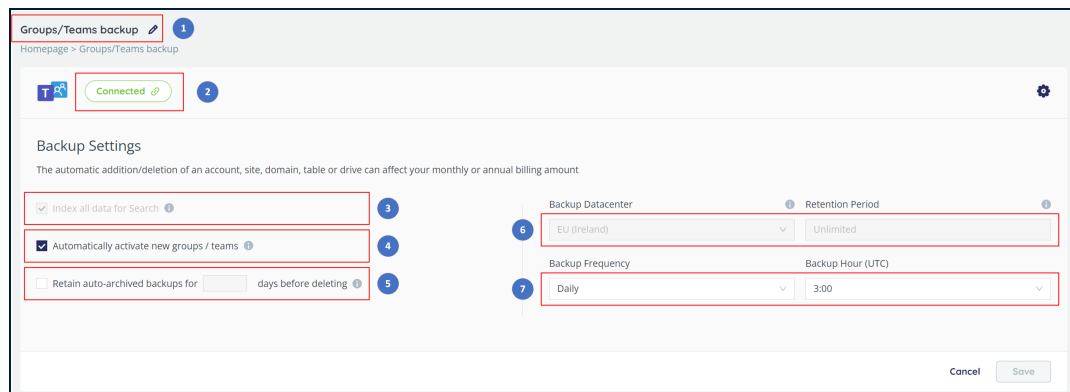 Groups/Teams backup
1
Homepage > Groups/Teams backup
T
Connected
2
Backup Settings
The automatic addition/deletion of an account, site, domain, table or drive can affect your monthly or annual billing amount
Index all data for Search
3
Automatically activate new groups / teams
4
Retain auto-archived backups for days before deleting
5
Backup Datacenter
Retention Period
6
EU (Ireland)
Unlimited
Backup Frequency
Backup Hour (UTC)
7
Daily
3:00
Cancel
Save